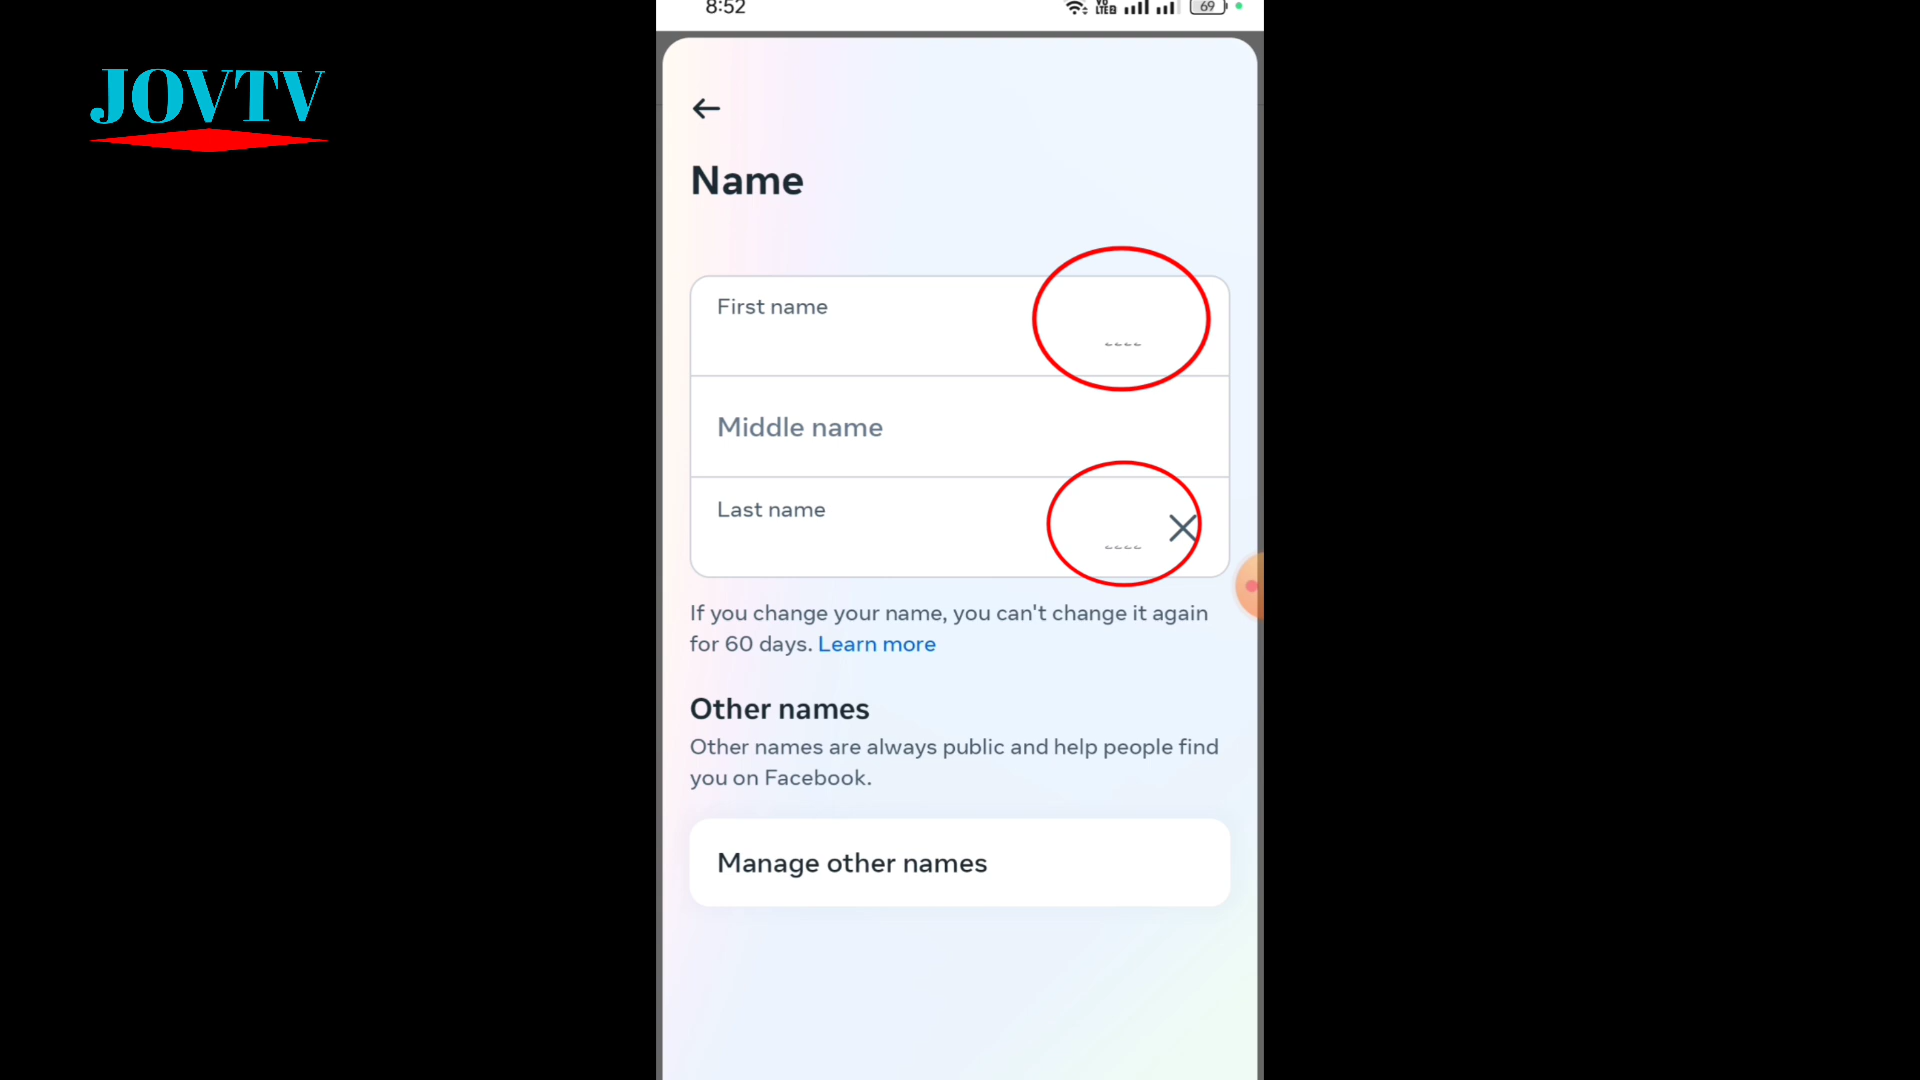 8:52
69
JOVTV
Name
First name
Middle name
Last name
If you change your name, you can't change it again
for 60 days. Learn more
Other names
Other names are always public and help people find
you on Facebook.
Manage other names